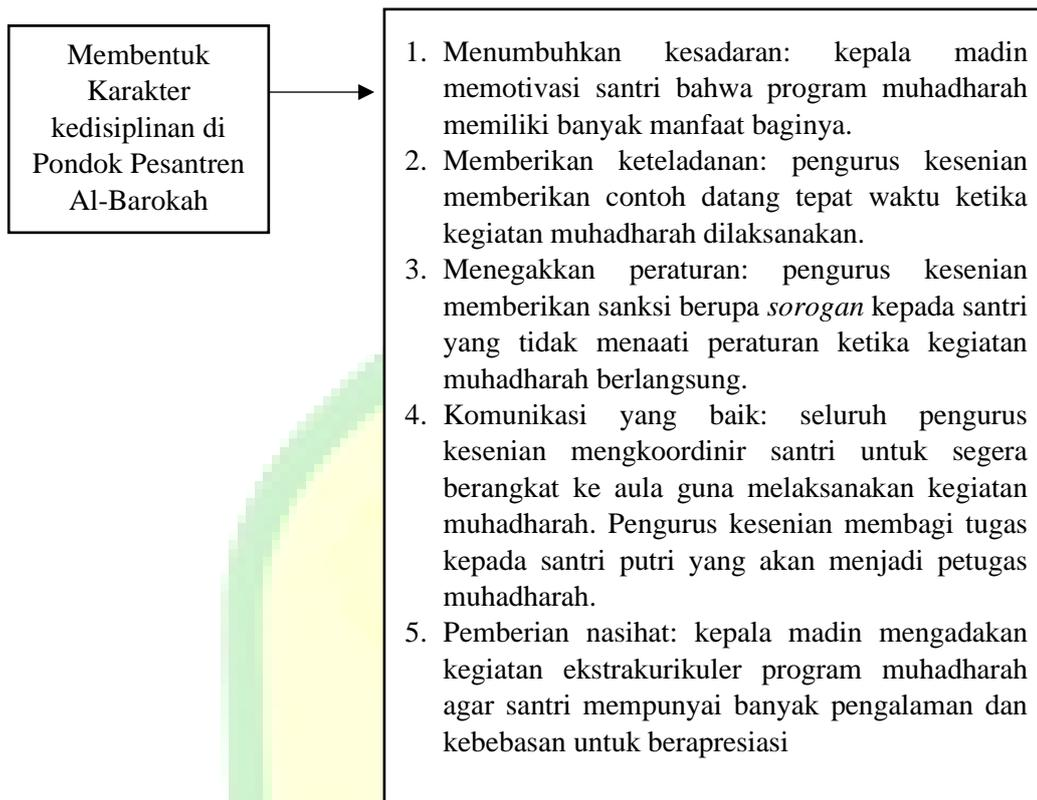 Membentuk
Karakter
kedisiplinan di
Pondok Pesantren
Al-Barokah
1. Menumbuhkan kesadaran: kepala madin
memotivasi santri bahwa program muhadharah
memiliki banyak manfaat baginya.
2. Memberikan keteladanan: pengurus kesenian
memberikan contoh datang tepat waktu ketika
kegiatan muhadharah dilaksanakan.
3. Menegakkan peraturan: pengurus kesenian
memberikan sanksi berupa sorogan kepada santri
yang tidak menaati peraturan ketika kegiatan
muhadharah berlangsung.
4. Komunikasi yang baik: seluruh pengurus
kesenian mengkoordinir santri untuk segera
berangkat ke aula guna melaksanakan kegiatan
muhadharah. Pengurus kesenian membagi tugas
kepada santri putri yang akan menjadi petugas
muhadharah.
5. Pemberian nasihat: kepala madin mengadakan
kegiatan ekstrakurikuler program muhadharah
agar santri mempunyai banyak pengalaman dan
kebebasan untuk berapresiasi